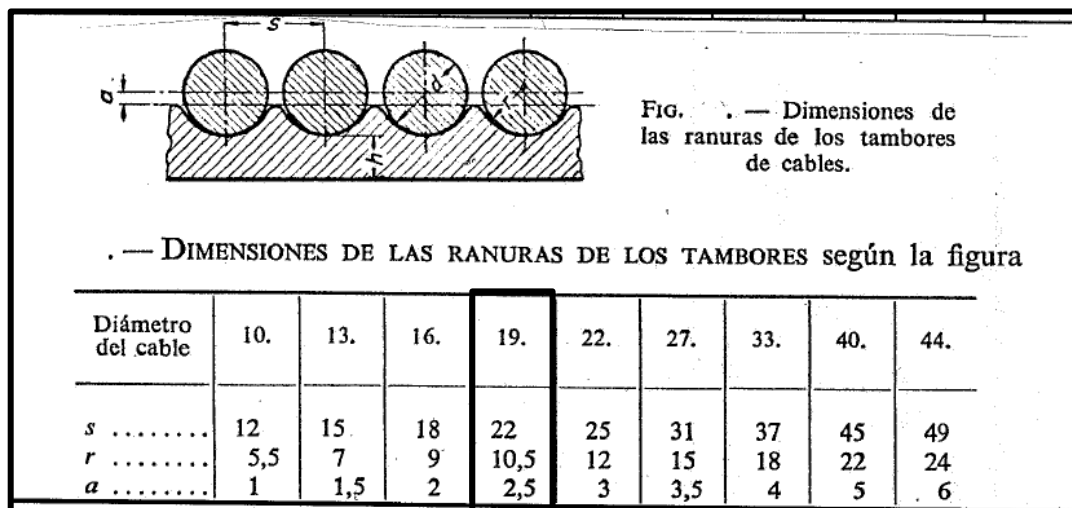 s
a
d
r
h
FIG. . — Dimensiones de
las ranuras de los tambores
de cables.
. — DIMENSIONES DE LAS RANURAS DE LOS TAMBORES según la figura
Diámetro del cable 10. 13. 16. 19. 22. 27. 33. 40. 44.
s ........ 12 15 18 22 25 31 37 45 49
r ........ 5,5 7 9 10,5 12 15 18 22 24
a ........ 1 1,5 2 2,5 3 3,5 4 5 6